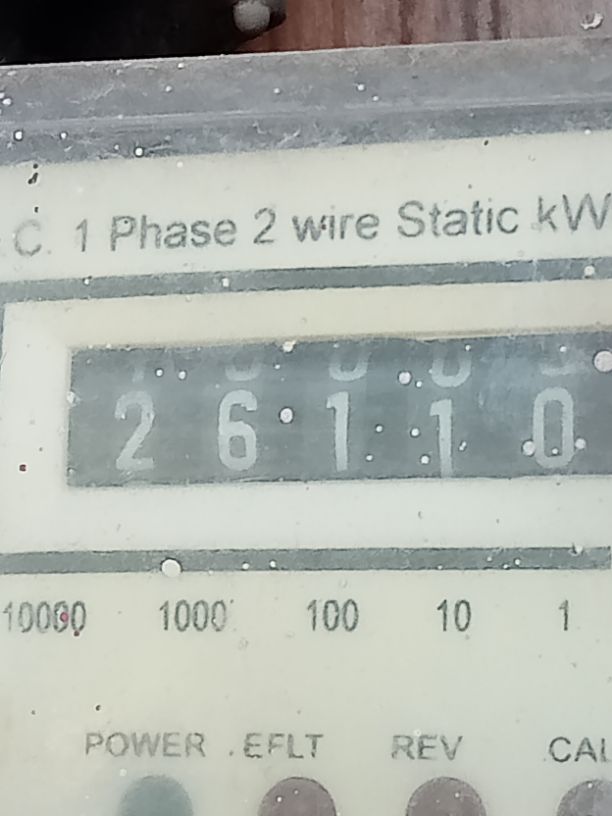 C. 1 Phase 2 wire Static kW
2 6 1 1 0
10000 1000 100 10 1
POWER EFLT REV CAL